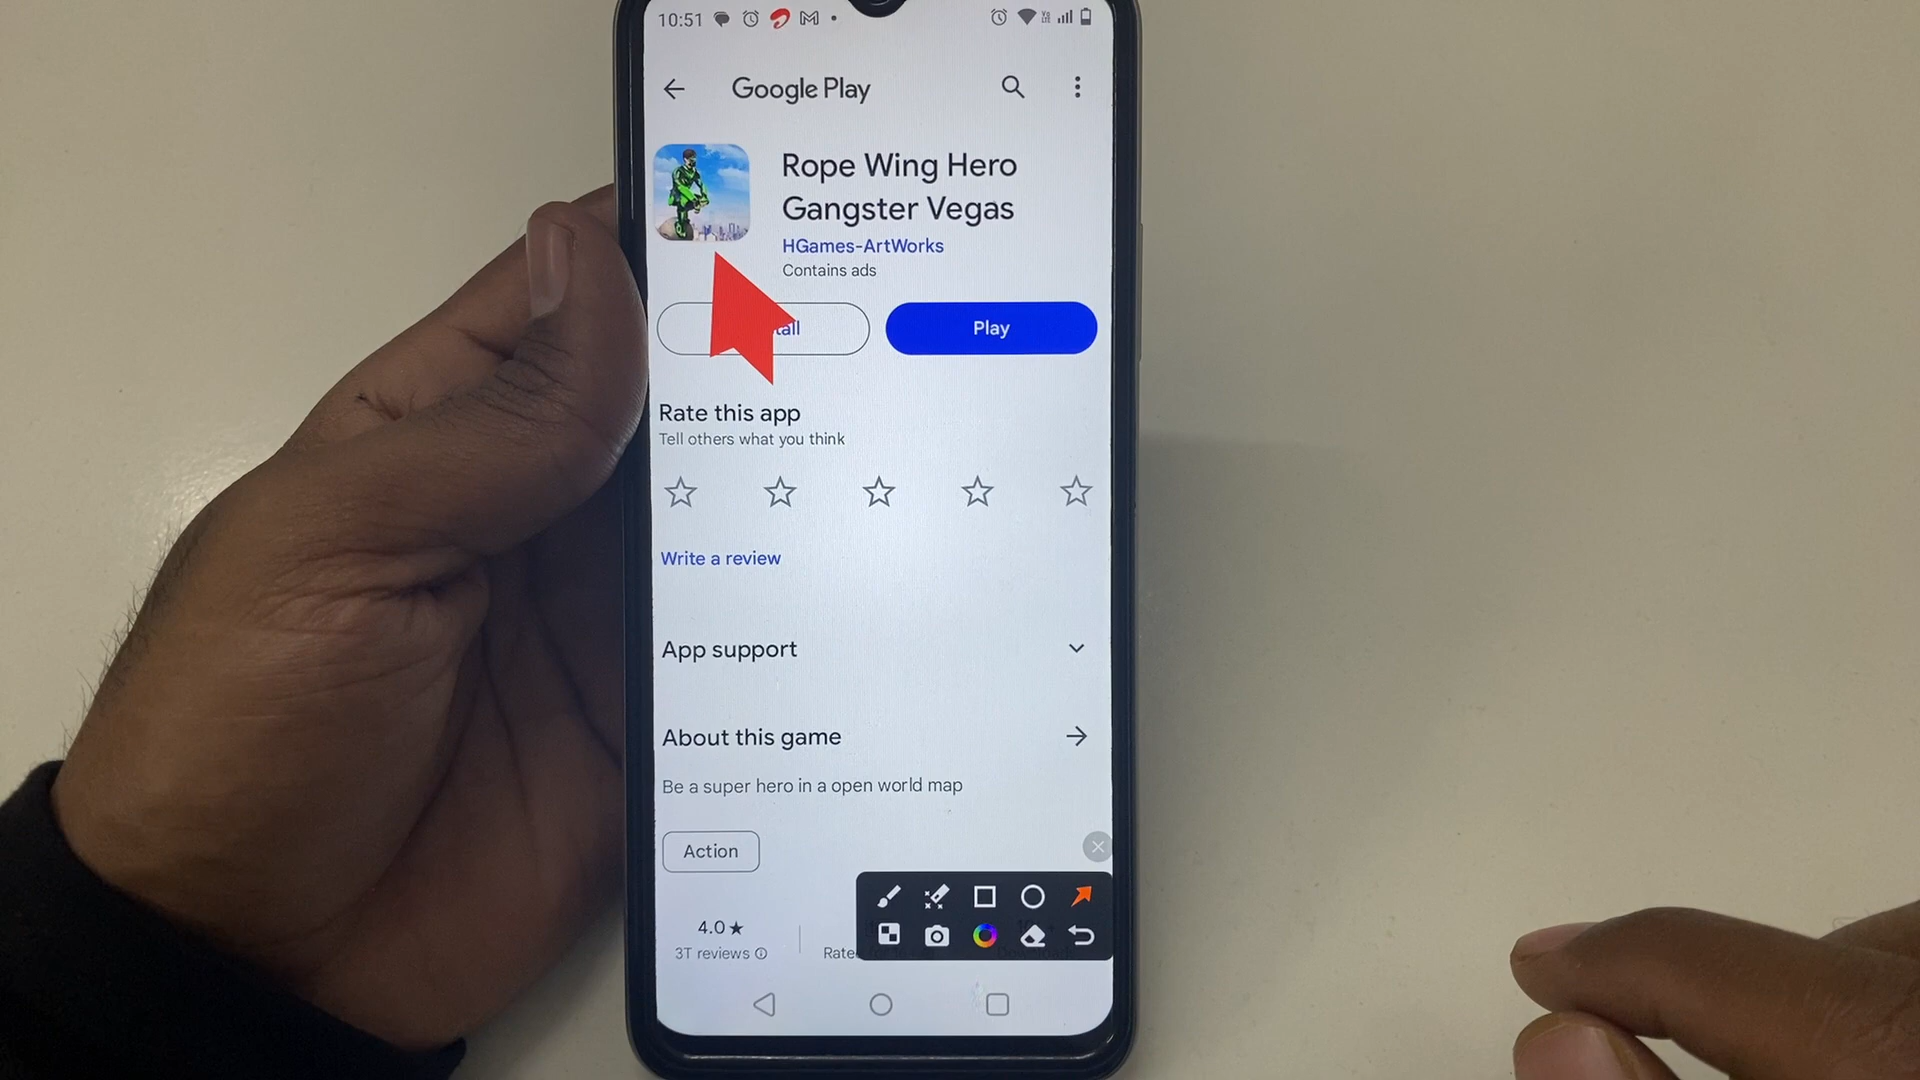 10:51
Google Play
Rope Wing Hero
Gangster Vegas
HGames-ArtWorks
Contains ads
Play
Rate this app
Tell others what you think
Write a review
App support
About this game
Be a super hero in a open world map
Action
4.0★
3T reviews